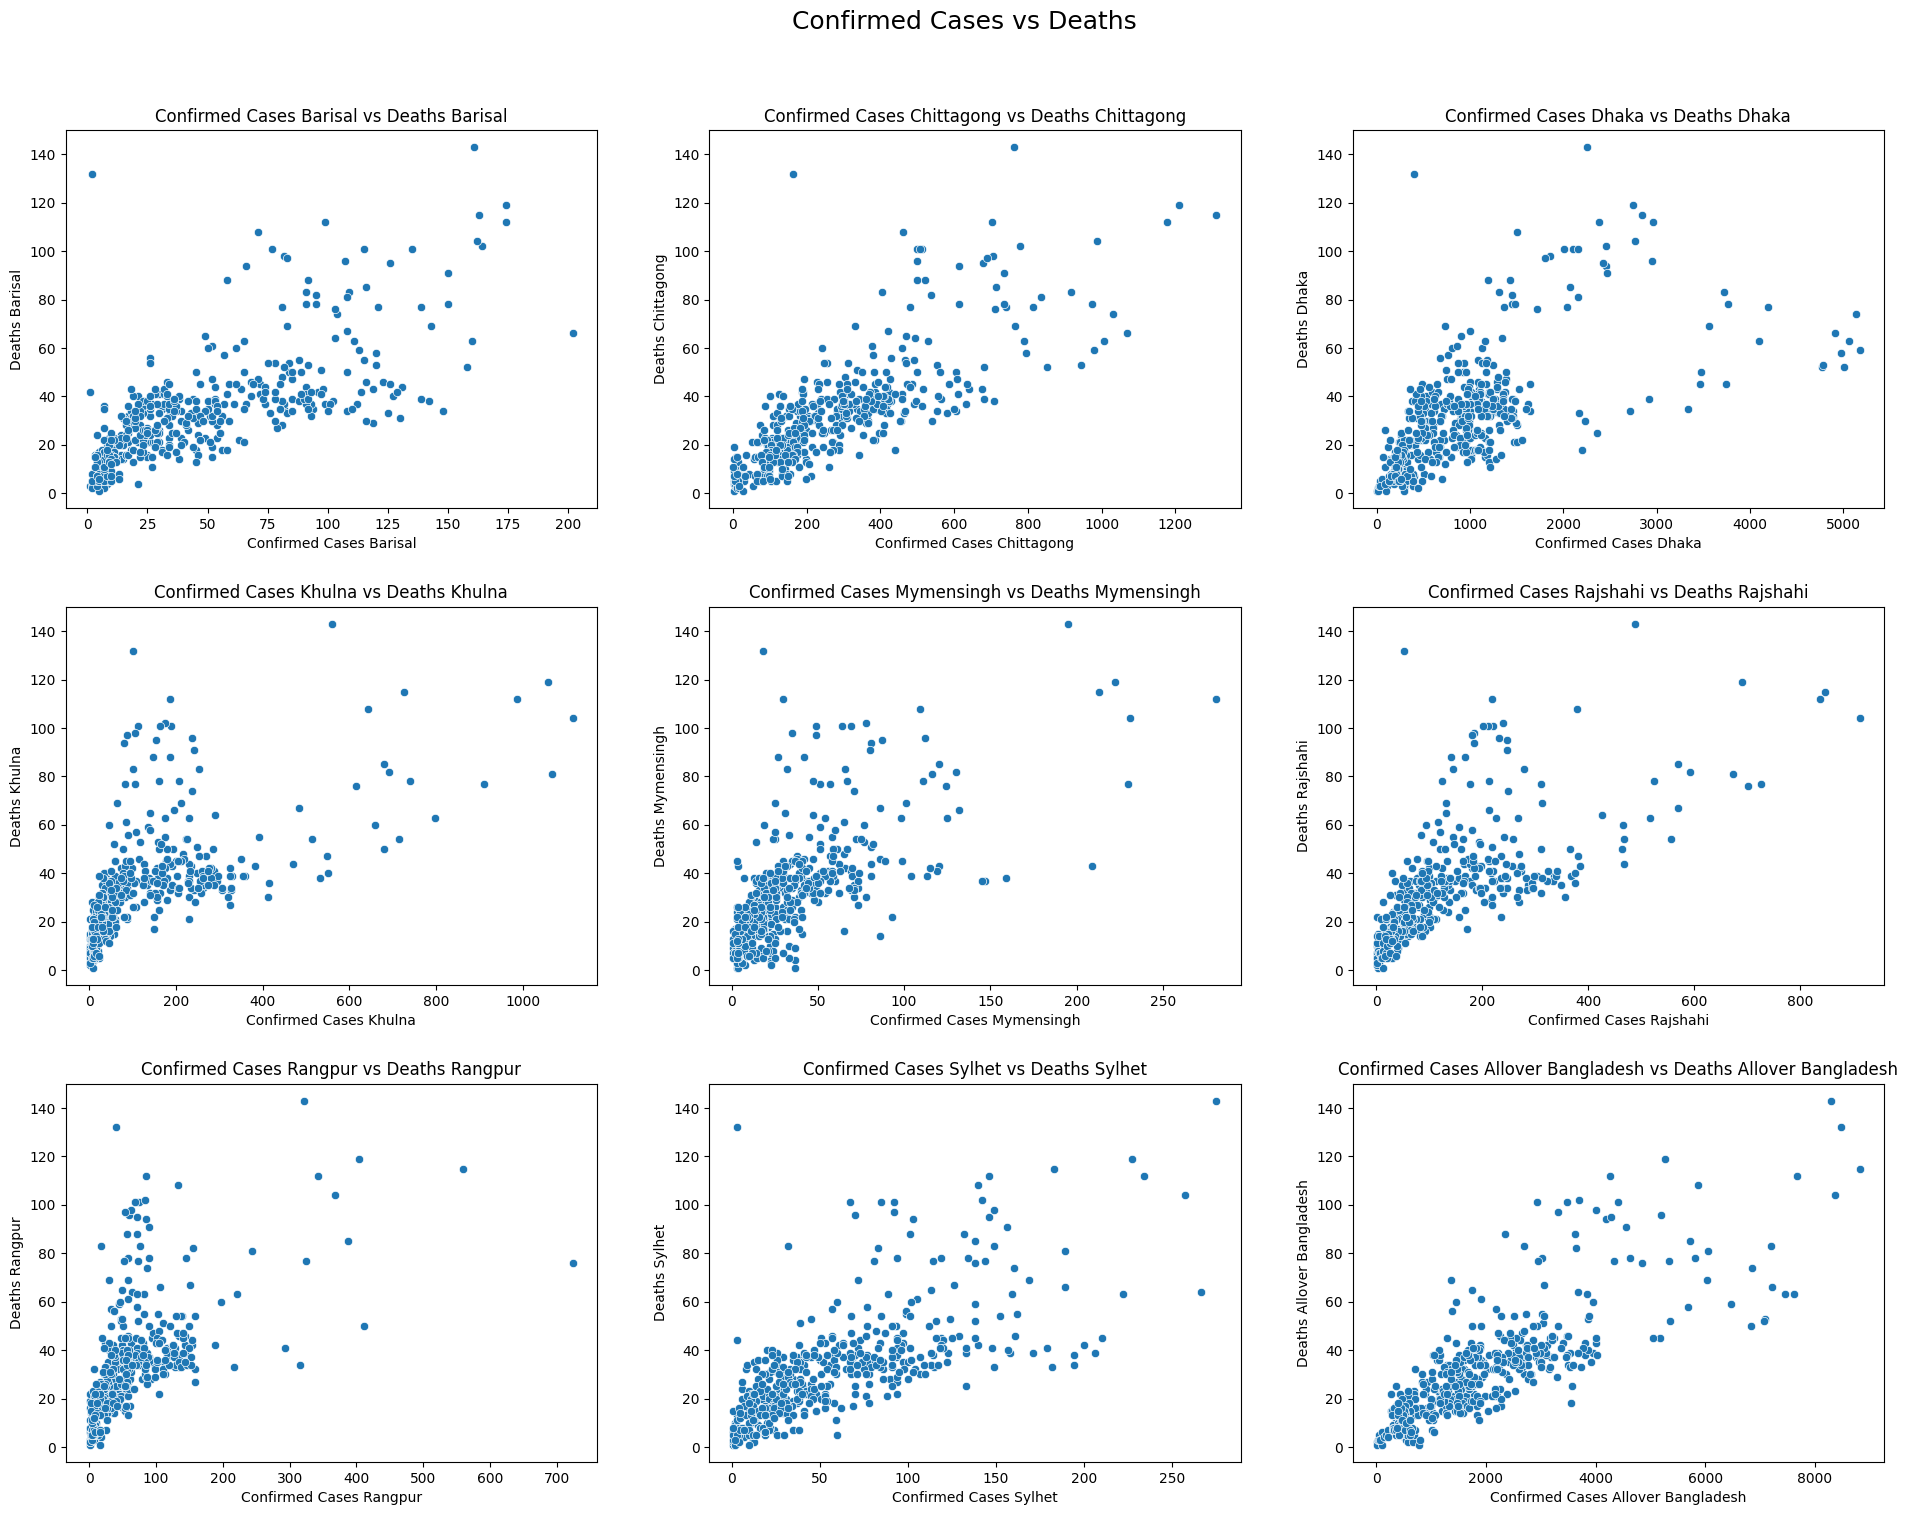 Confirmed Cases vs Deaths
Confirmed Cases Barisal vs Deaths Barisal
Deaths Barisal
140
120
100
80
60
40
20
0
0 25 50 75 100 125 150 175 200
Confirmed Cases Barisal
Confirmed Cases Chittagong vs Deaths Chittagong
Deaths Chittagong
140
120
100
80
60
40
20
0
0 200 400 600 800 1000 1200
Confirmed Cases Chittagong
Confirmed Cases Dhaka vs Deaths Dhaka
Deaths Dhaka
140
120
100
80
60
40
20
0
0 1000 2000 3000 4000 5000
Confirmed Cases Dhaka
Confirmed Cases Khulna vs Deaths Khulna
Deaths Khulna
140
120
100
80
60
40
20
0
0 200 400 600 800 1000
Confirmed Cases Khulna
Confirmed Cases Mymensingh vs Deaths Mymensingh
Deaths Mymensingh
140
120
100
80
60
40
20
0
0 50 100 150 200 250
Confirmed Cases Mymensingh
Confirmed Cases Rajshahi vs Deaths Rajshahi
Deaths Rajshahi
140
120
100
80
60
40
20
0
0 200 400 600 800
Confirmed Cases Rajshahi
Confirmed Cases Rangpur vs Deaths Rangpur
Deaths Rangpur
140
120
100
80
60
40
20
0
0 100 200 300 400 500 600 700
Confirmed Cases Rangpur
Confirmed Cases Sylhet vs Deaths Sylhet
Deaths Sylhet
140
120
100
80
60
40
20
0
0 50 100 150 200 250
Confirmed Cases Sylhet
Confirmed Cases Allover Bangladesh vs Deaths Allover Bangladesh
Deaths Allover Bangladesh
140
120
100
80
60
40
20
0
0 2000 4000 6000 8000
Confirmed Cases Allover Bangladesh